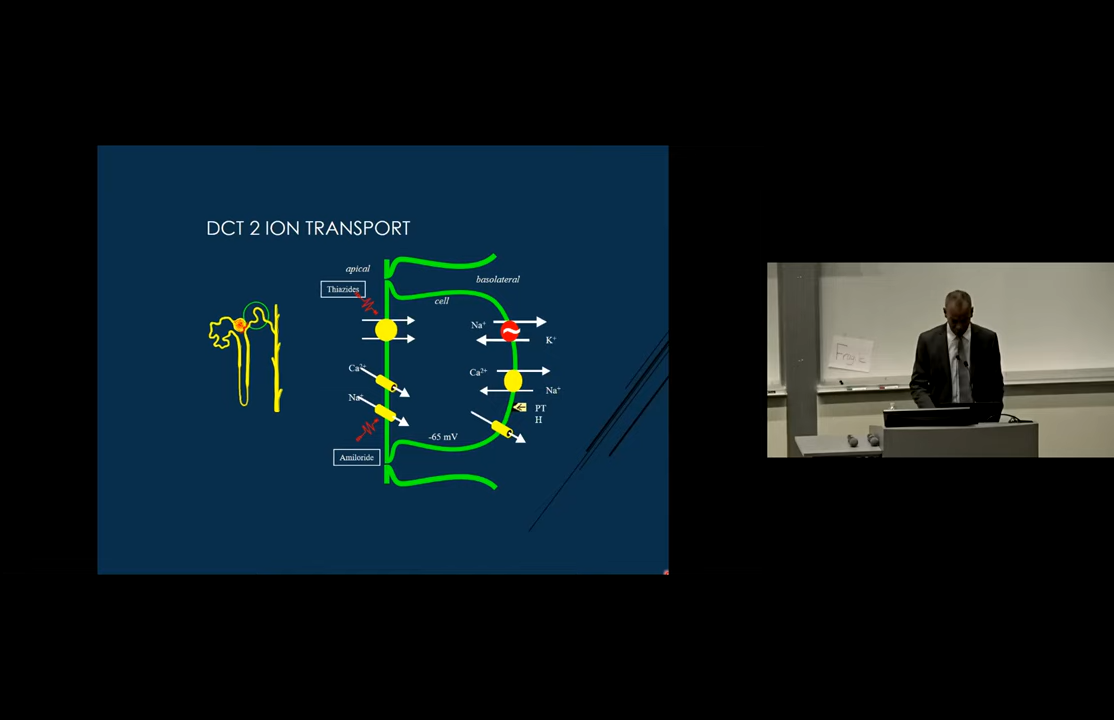 DCT 2 ION TRANSPORT
apical
basolateral
Thiazides
cell
Na⁺
K⁺
Ca²⁺
Ca²⁺
Na⁺
Na⁺
PT
H
-65 mV
Amiloride